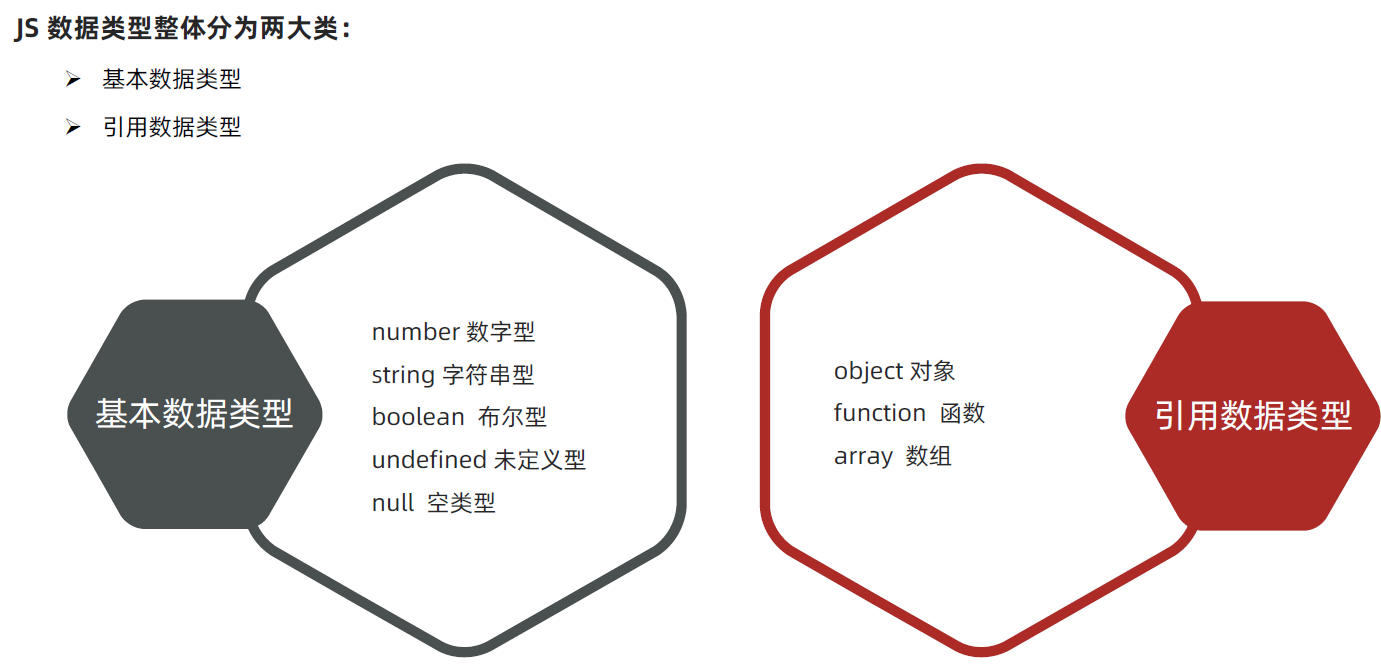 JS 数据类型整体分为两大类：
➢ 基本数据类型
➢ 引用数据类型
基本数据类型
number 数字型
string 字符串型
boolean 布尔型
undefined 未定义型
null 空类型
object 对象
function 函数
array 数组
引用数据类型